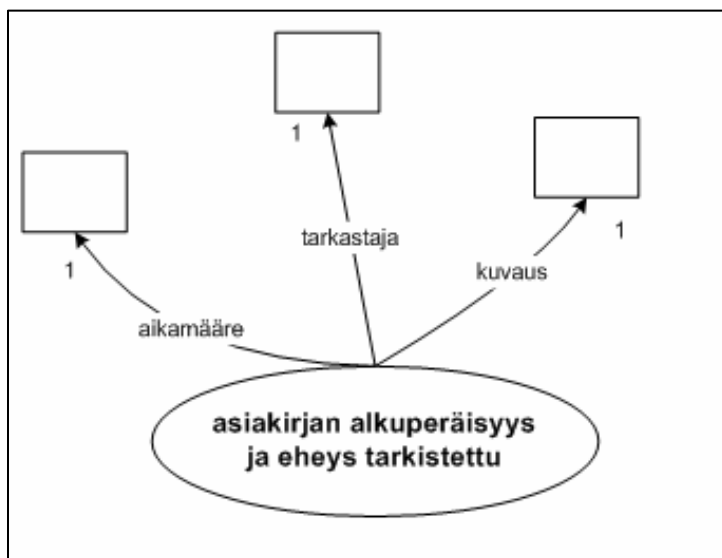 1
1
1
tarkastaja
kuvaus
aikamääre
asiakirjan alkuperäisyys
ja eheys tarkistettu